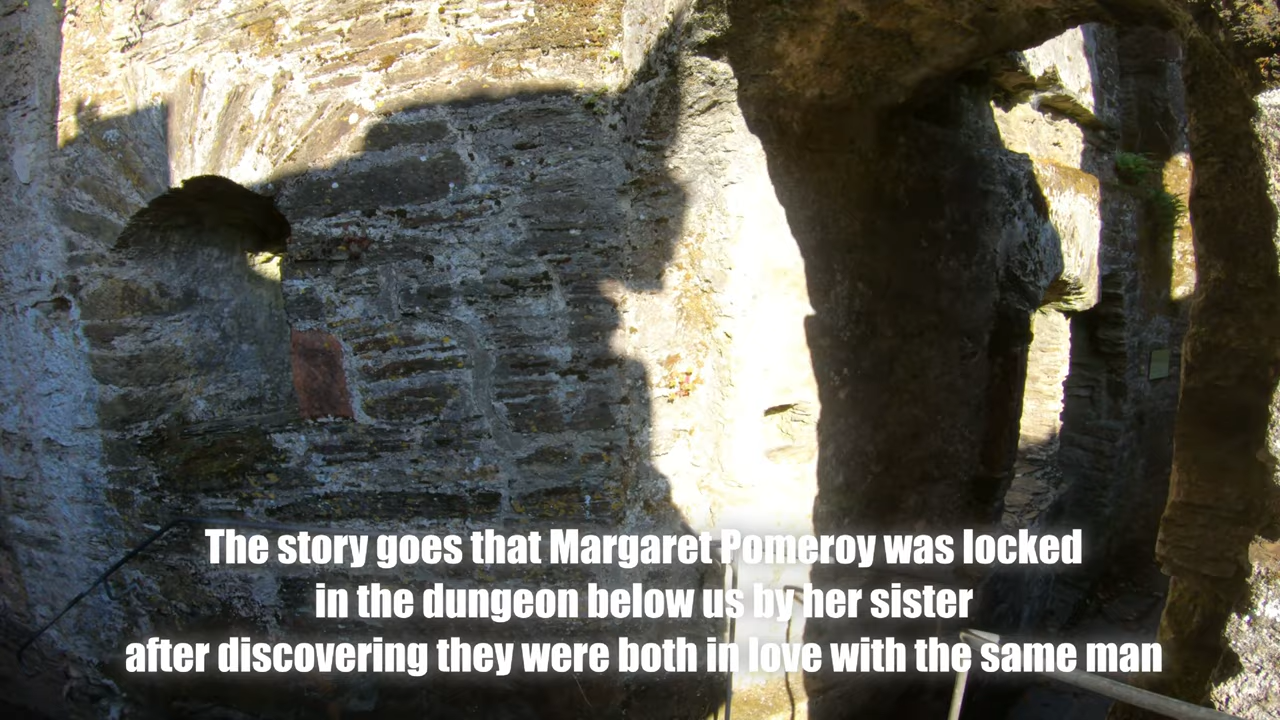 The story goes that Margaret Pomeroy was locked
in the dungeon below us by her sister
after discovering they were both in love with the same man